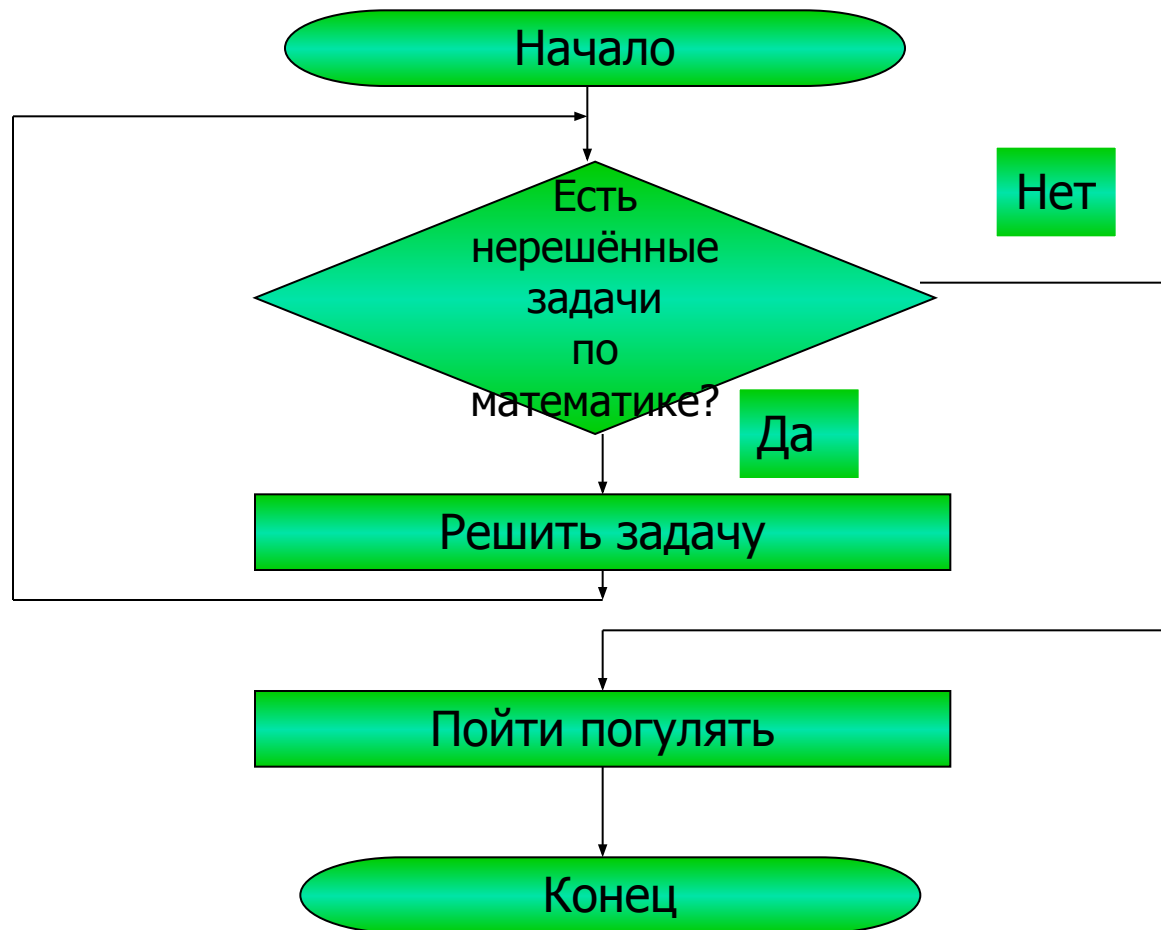 Начало
Есть
нерешённые
задачи
по
математике?
Нет
Да
Решить задачу
Пойти погулять
Конец